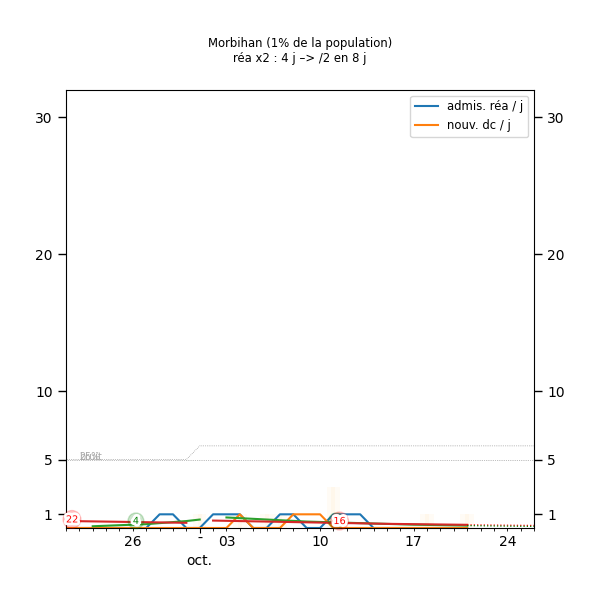 Morbihan (1% de la population)
réa x2 : 4 j –> /2 en 8 j
admis. réa / j
nouv. dc / j
30 30
20 20
10 10
5 5
1 1
22 4 16
26 - 03 10 17 24
oct.